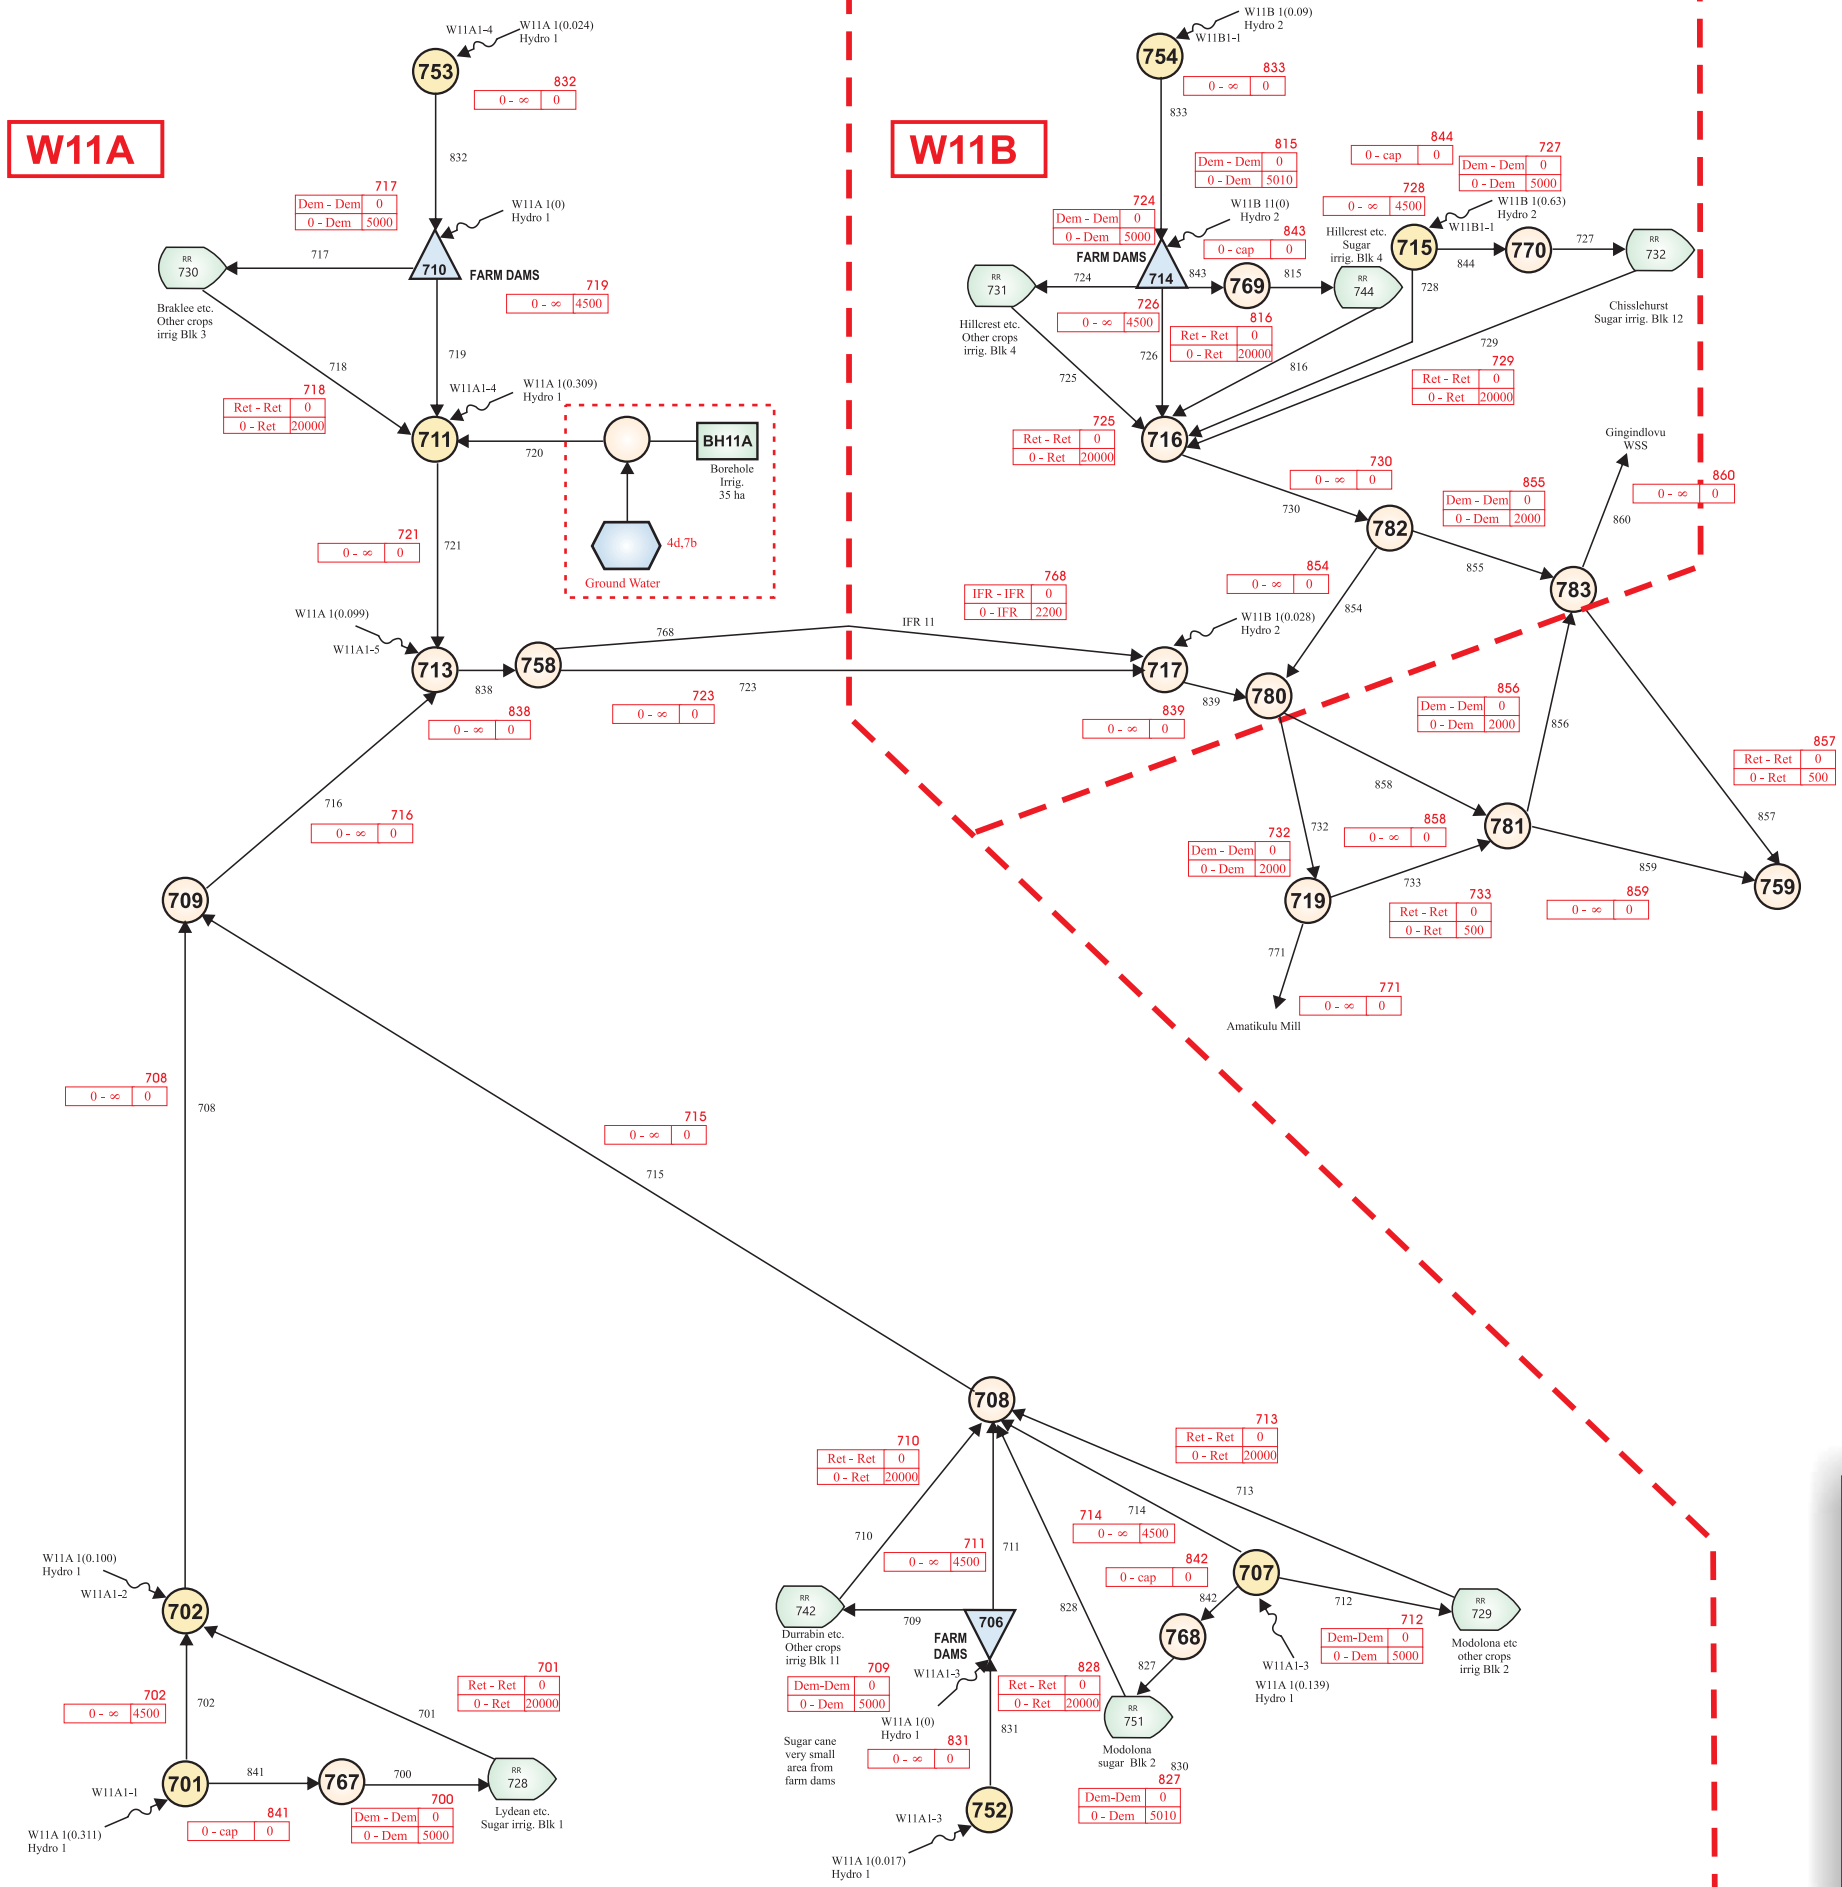 W11A1-4
W11A 1(0.024)
Hydro 1
753
832
0 - ∞ 0
W11A
832
717
Dem - Dem 0
0 - Dem 5000
W11A 1(0)
Hydro 1
RR
730
717
710
FARM DAMS
Braklee etc.
Other crops
irrig Blk 3
719
0 - ∞ 4500
719
718
718
Ret - Ret 0
0 - Ret 20000
W11A1-4
W11A 1(0.309)
Hydro 1
711
720
BH11A
Borehole
Irrig.
35 ha
4d,7b
Ground Water
721
0 - ∞ 0
721
W11A 1(0.099)
W11A1-5
713
838
758
768
IFR 11
723
838
0 - ∞ 0
723
0 - ∞ 0
768
IFR - IFR 0
0 - IFR 2200
716
716
0 - ∞ 0
709
708
0 - ∞ 0
708
715
0 - ∞ 0
715
W11B 1(0.09)
Hydro 2
W11B1-1
754
833
0 - ∞ 0
833
W11B
815
Dem - Dem 0
0 - Dem 5010
844
0 - cap 0
727
Dem - Dem 0
0 - Dem 5000
728
0 - ∞ 4500
W11B 1(0.63)
Hydro 2
W11B1-1
724
Dem - Dem 0
0 - Dem 5000
W11B 11(0)
Hydro 2
843
0 - cap 0
Hillcrest etc.
Sugar
irrig. Blk 4
715
844
770
727
RR
732
FARM DAMS
714
RR
731
724
843
769
815
RR
744
728
Chisslehurst
Sugar irrig. Blk 12
Hillcrest etc.
Other crops
irrig. Blk 4
726
0 - ∞ 4500
816
Ret - Ret 0
0 - Ret 20000
726
725
816
729
729
Ret - Ret 0
0 - Ret 20000
725
Ret - Ret 0
0 - Ret 20000
716
Gingindlovu
WSS
730
0 - ∞ 0
730
782
855
Dem - Dem 0
0 - Dem 2000
860
0 - ∞ 0
860
855
783
854
0 - ∞ 0
854
W11B 1(0.028)
Hydro 2
717
839
780
839
0 - ∞ 0
856
Dem - Dem 0
0 - Dem 2000
856
857
Ret - Ret 0
0 - Ret 500
857
858
858
0 - ∞ 0
781
732
Dem - Dem 0
0 - Dem 2000
732
719
733
733
Ret - Ret 0
0 - Ret 500
859
859
0 - ∞ 0
759
771
771
0 - ∞ 0
Amatikulu Mill
708
710
Ret - Ret 0
0 - Ret 20000
713
Ret - Ret 0
0 - Ret 20000
713
710
711
0 - ∞ 4500
711
714
714
0 - ∞ 4500
842
0 - cap 0
707
842
712
RR
729
RR
742
709
706
FARM
DAMS
828
768
712
Dem-Dem 0
0 - Dem 5000
Modolona etc
other crops
irrig Blk 2
Durrabin etc.
Other crops
irrig Blk 11
709
Dem-Dem 0
0 - Dem 5000
W11A1-3
W11A 1(0)
Hydro 1
828
Ret - Ret 0
0 - Ret 20000
827
W11A1-3
W11A 1(0.139)
Hydro 1
RR
751
Modolona
sugar Blk 2
830
827
Dem-Dem 0
0 - Dem 5010
Sugar cane
very small
area from
farm dams
831
0 - ∞ 0
831
752
W11A1-3
W11A 1(0.017)
Hydro 1
W11A 1(0.100)
Hydro 1
W11A1-2
702
702
0 - ∞ 4500
702
701
Ret - Ret 0
0 - Ret 20000
701
W11A1-1
701
841
767
700
RR
728
W11A 1(0.311)
Hydro 1
841
0 - cap 0
700
Dem - Dem 0
0 - Dem 5000
Lydean etc.
Sugar irrig. Blk 1